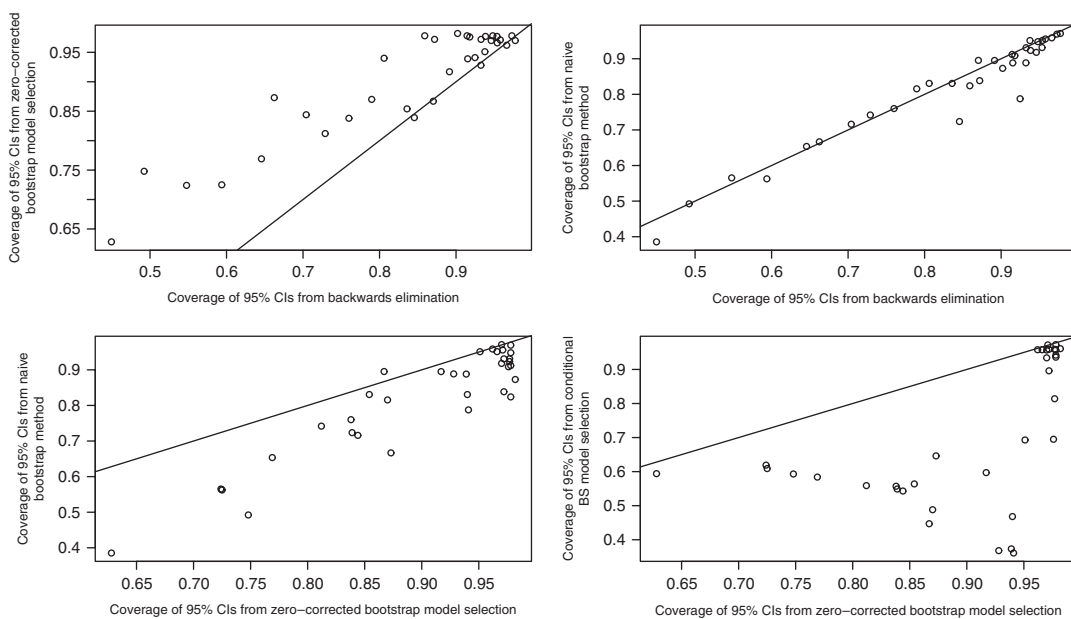 Coverage of 95% CIs from zero–corrected
bootstrap model selection
0.95
0.85
0.75
0.65
0.5 0.6 0.7 0.8 0.9
Coverage of 95% CIs from backwards elimination
Coverage of 95% CIs from naive
bootstrap method
0.9
0.8
0.7
0.6
0.5
0.4
0.5 0.6 0.7 0.8 0.9
Coverage of 95% CIs from backwards elimination
Coverage of 95% CIs from naive
bootstrap method
0.9
0.8
0.7
0.6
0.5
0.4
0.65 0.70 0.75 0.80 0.85 0.90 0.95
Coverage of 95% CIs from zero–corrected bootstrap model selection
Coverage of 95% CIs from conditional
BS model selection
0.9
0.8
0.7
0.6
0.5
0.4
0.65 0.70 0.75 0.80 0.85 0.90 0.95
Coverage of 95% CIs from zero–corrected bootstrap model selection